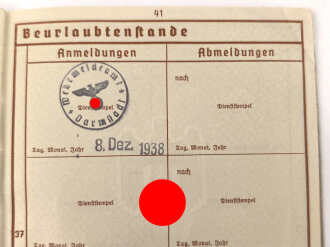 41
Beurlaubtenstande
Anmeldungen Abmeldungen
Wehrmeldeamt Darmstadt
nach
Dienststempel Dienststempel
8. Dez. 1938
Tag, Monat, Jahr Tag, Monat, Jahr
nach
Dienststempel Dienststempel
37
Tag, Monat, Jahr Tag, Monat, Jahr